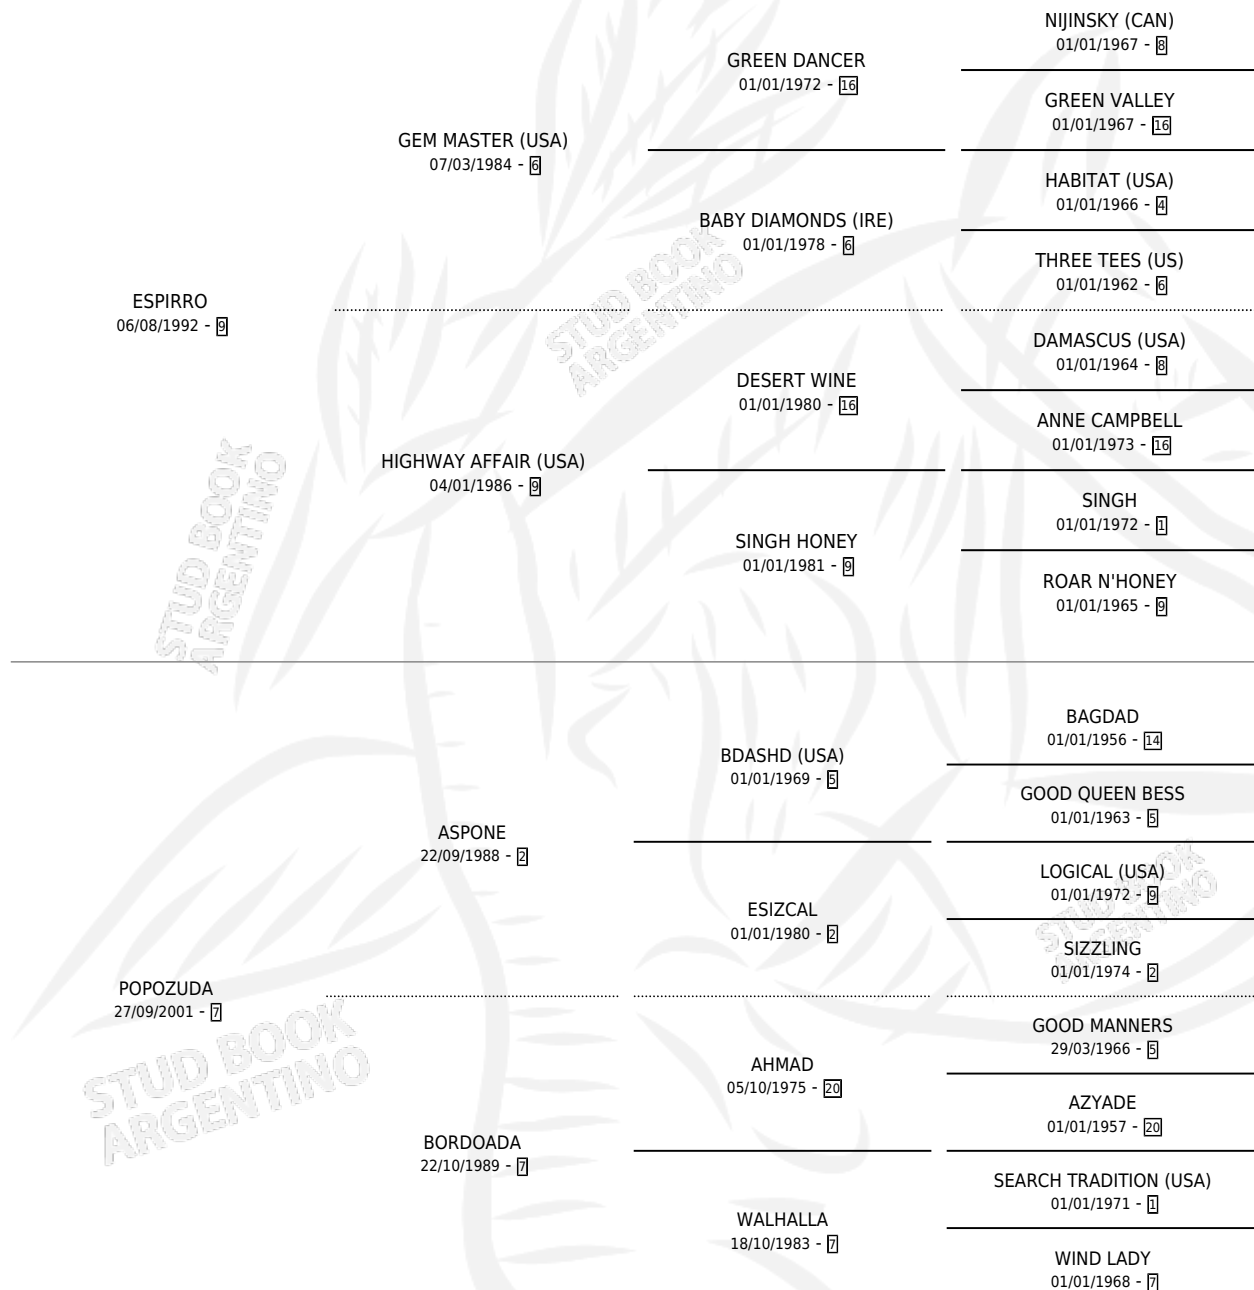 NIJINSKY (CAN)
01/01/1967 - 8
GREEN DANCER
01/01/1972 - 16
GREEN VALLEY
01/01/1967 - 16
GEM MASTER (USA)
07/03/1984 - 6
HABITAT (USA)
01/01/1966 - 4
BABY DIAMONDS (IRE)
01/01/1978 - 6
THREE TEES (US)
01/01/1962 - 6
ESPIRRO
06/08/1992 - 9
DAMASCUS (USA)
01/01/1964 - 8
DESERT WINE
01/01/1980 - 16
ANNE CAMPBELL
01/01/1973 - 16
HIGHWAY AFFAIR (USA)
04/01/1986 - 9
SINGH
01/01/1972 - 1
SINGH HONEY
01/01/1981 - 9
ROAR N'HONEY
01/01/1965 - 9
BAGDAD
01/01/1956 - 14
BDASHD (USA)
01/01/1969 - 5
GOOD QUEEN BESS
01/01/1963 - 5
ASPONE
22/09/1988 - 2
LOGICAL (USA)
01/01/1972 - 9
ESIZCAL
01/01/1980 - 2
SIZZLING
01/01/1974 - 2
POPOZUDA
27/09/2001 - 7
GOOD MANNERS
29/03/1966 - 5
AHMAD
05/10/1975 - 20
AZYADE
01/01/1957 - 20
BORDOADA
22/10/1989 - 7
SEARCH TRADITION (USA)
01/01/1971 - 1
WALHALLA
18/10/1983 - 7
WIND LADY
01/01/1968 - 7
STUD BOOK
ARGENTINO
STUD BOOK
ARGENTINO
STUD BOOK
ARGENTINO
STUD BOOK
ARGENTINO